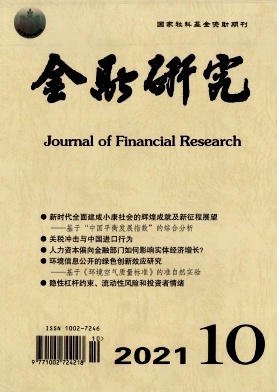 国家社科基金资助期刊
金融研究
Journal of Financial Research
● 新时代全面建成小康社会的辉煌成就及新征程展望
——基于“中国平衡发展指数”的综合分析
● 关税冲击与中国进口行为
● 人力资本偏向金融部门如何影响实体经济增长?
● 环境信息公开的绿色创新效应研究
——基于《环境空气质量标准》的准自然实验
● 隐性杠杆约束、流动性风险和投资者情绪
ISSN 1002-7246
10
9 771002 724218
2021 10